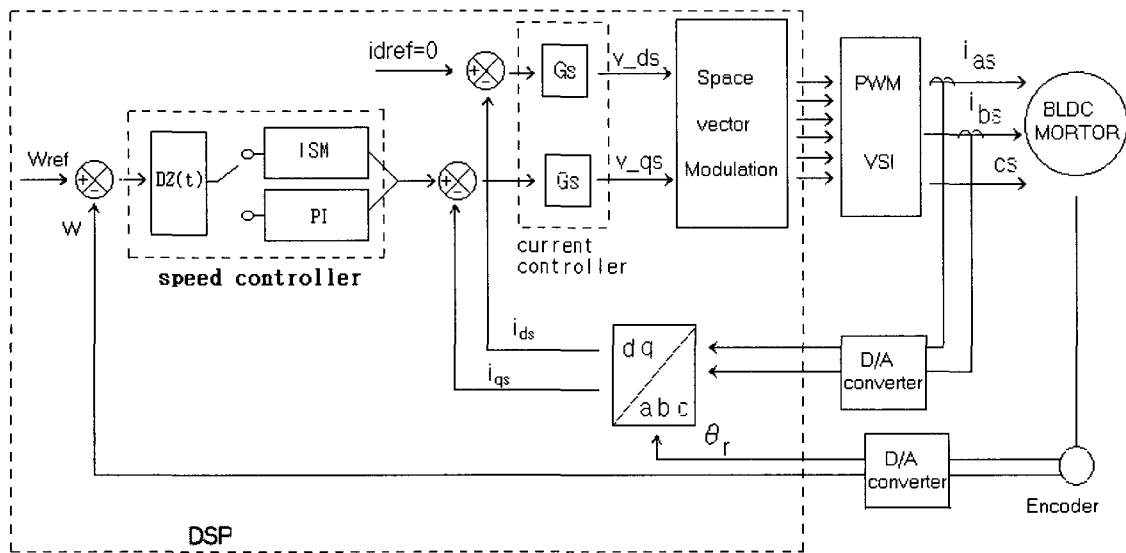 idref=0
+
-
Gs
v_ds
Space
vector
Modulation
PWM
VSI
i_as
i_bs
cs
BLDC
MORTOR
Wref
+
-
W
DZ(t)
ISM
PI
speed controller
+
-
Gs
v_qs
current
controller
i_ds
i_qs
dq
abc
θ_r
D/A
converter
D/A
converter
Encoder
DSP